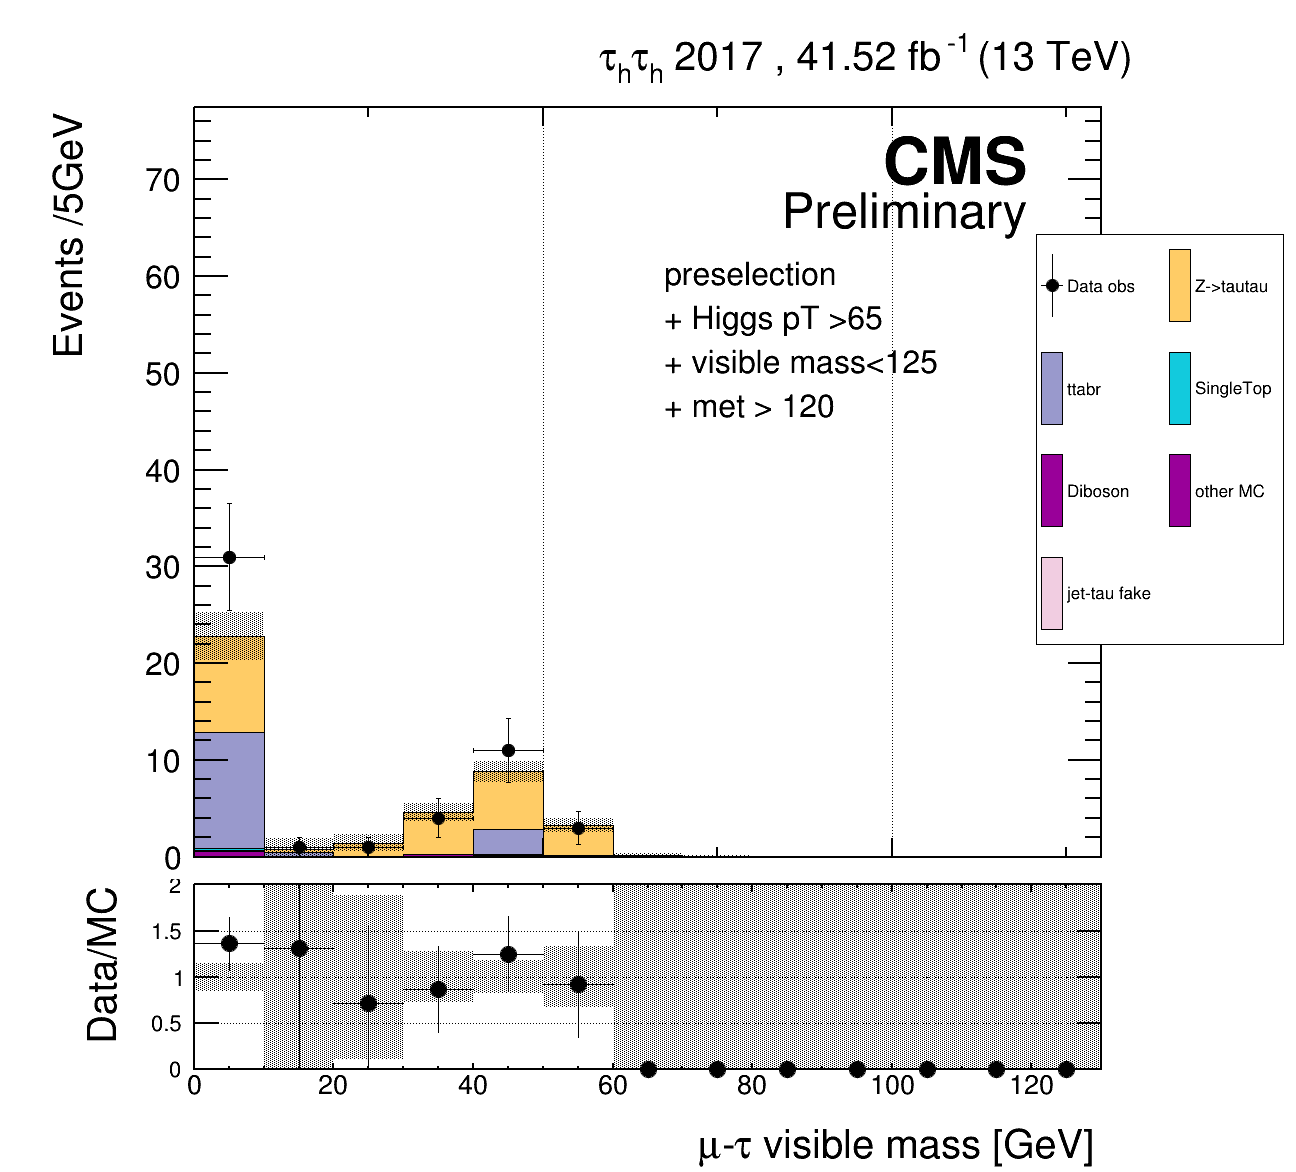 τhτh 2017 , 41.52 fb-1 (13 TeV)
Events /5GeV
70
60
50
40
30
20
10
0
CMS
Preliminary
preselection
+ Higgs pT >65
+ visible mass<125
+ met > 120
Data obs
Z->tautau
ttabr
SingleTop
Diboson
other MC
jet-tau fake
Data/MC
2
1.5
1
0.5
0
0 20 40 60 80 100 120
μ-τ visible mass [GeV]